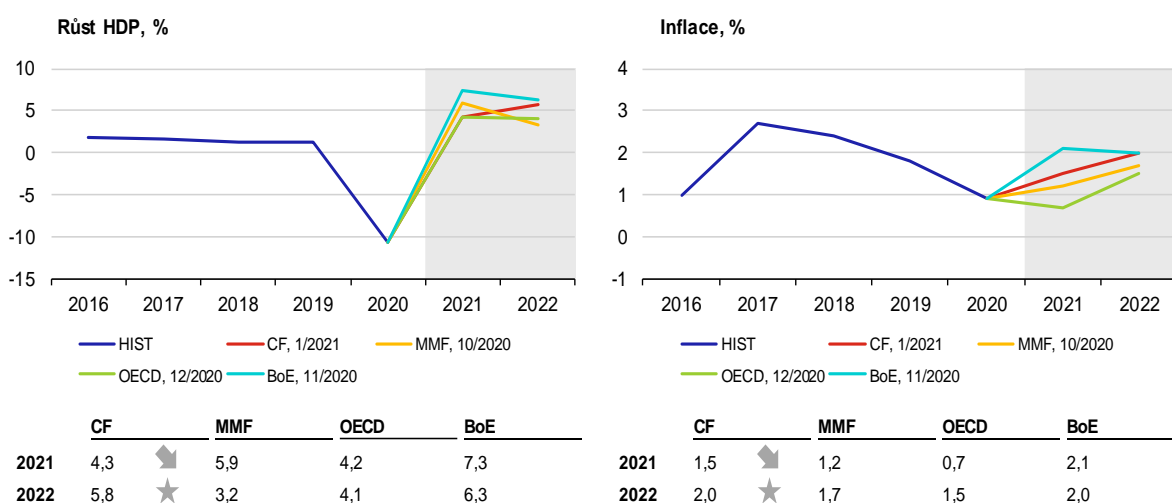 Růst HDP, %
10
5
0
-5
-10
-15
2016 2017 2018 2019 2020 2021 2022
HIST CF, 1/2021 MMF, 10/2020
OECD, 12/2020 BoE, 11/2020
CF MMF OECD BoE
2021 4,3 5,9 4,2 7,3
2022 5,8 3,2 4,1 6,3
Inflace, %
4
3
2
1
0
-1
2016 2017 2018 2019 2020 2021 2022
HIST CF, 1/2021 MMF, 10/2020
OECD, 12/2020 BoE, 11/2020
CF MMF OECD BoE
2021 1,5 1,2 0,7 2,1
2022 2,0 1,7 1,5 2,0